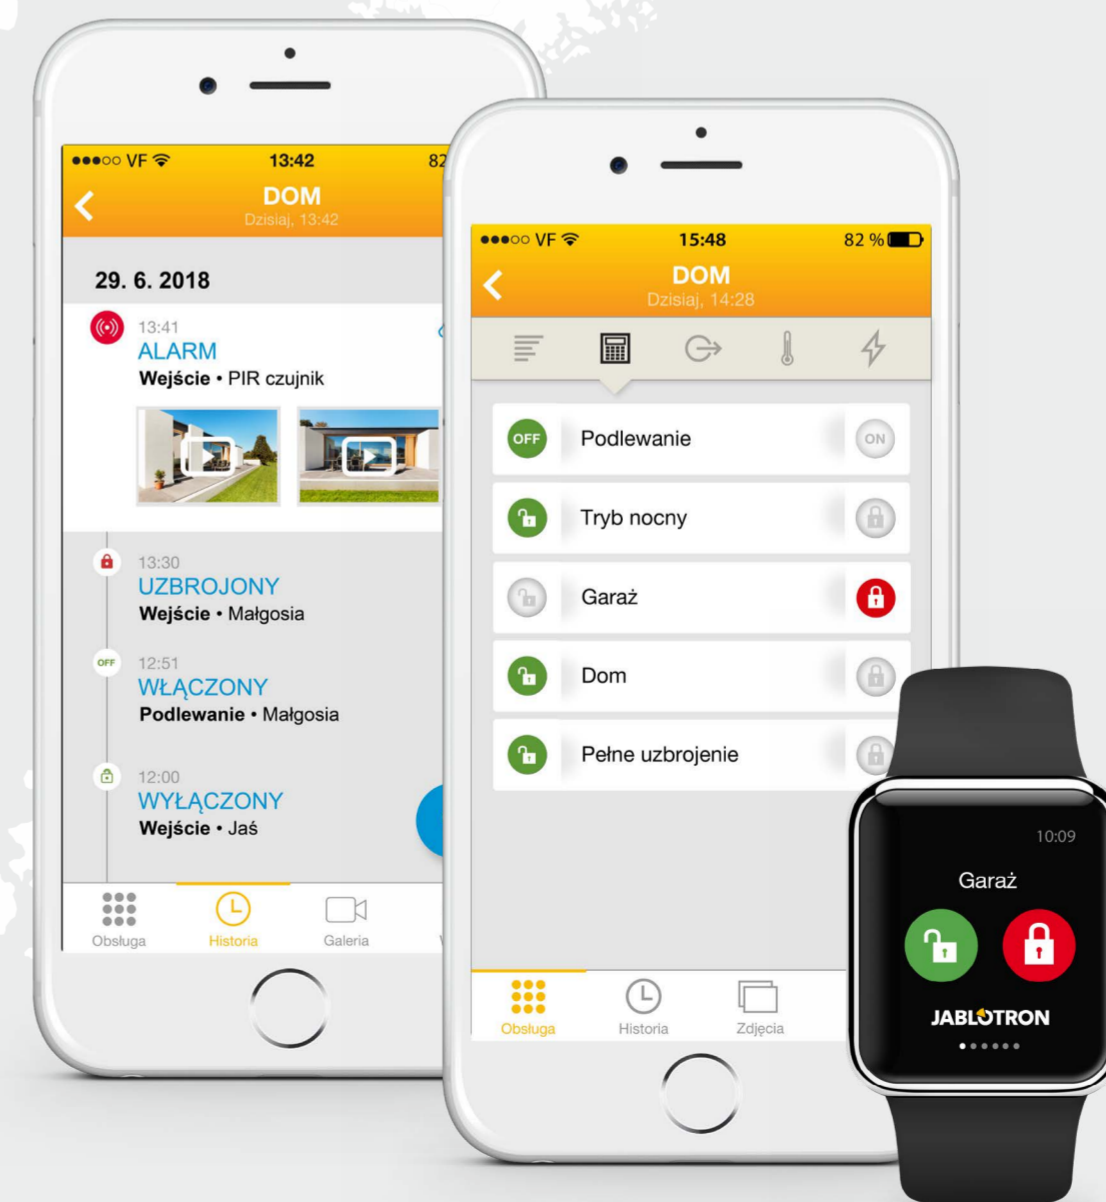 VF 13:42 82
DOM
Dzisiaj, 13:42
29. 6. 2018
13:41
ALARM
Wejście • PIR czujnik
13:30
UZBROJONY
Wejście • Małgosia
OFF 12:51
WŁĄCZONY
Podlewanie • Małgosia
12:00
WYŁĄCZONY
Wejście • Jaś
Obsługa Historia Galeria
VF 15:48 82 %
DOM
Dzisiaj, 14:28
OFF Podlewanie ON
Tryb nocny
Garaż
Dom
Pełne uzbrojenie
Obsługa Historia Zdjęcia
10:09
Garaż
JABLOTRON